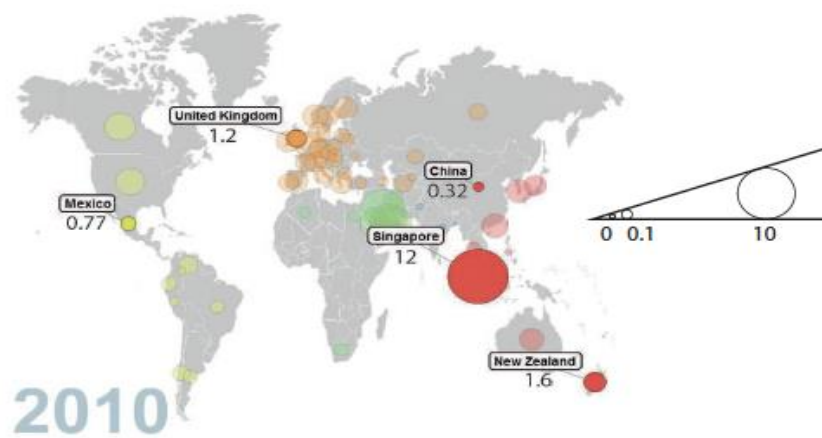 United Kingdom
1.2
China
0.32
Mexico
0.77
Singapore
12
0 0.1 10
New Zealand
1.6
2010